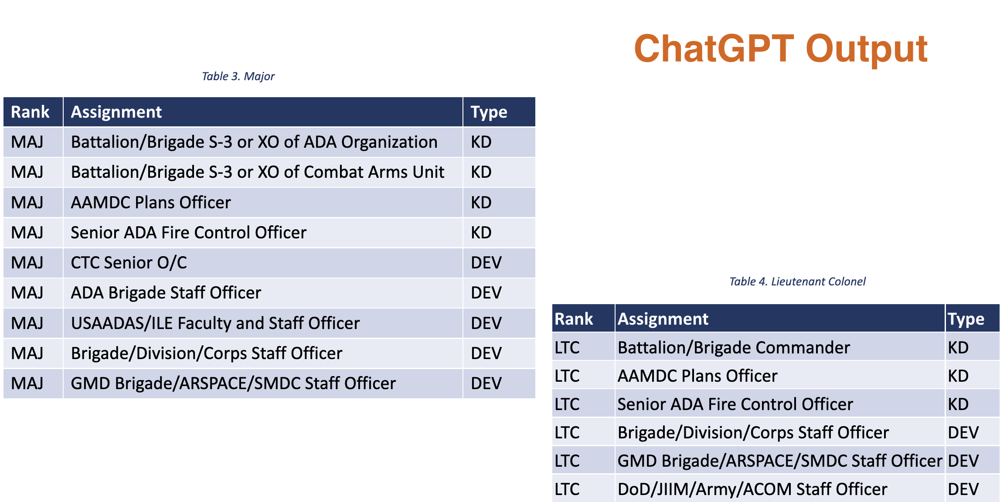 ChatGPT Output
Table 3. Major
Rank Assignment Type
MAJ Battalion/Brigade S-3 or XO of ADA Organization KD
MAJ Battalion/Brigade S-3 or XO of Combat Arms Unit KD
MAJ AAMDC Plans Officer KD
MAJ Senior ADA Fire Control Officer KD
MAJ CTC Senior O/C DEV
MAJ ADA Brigade Staff Officer DEV
MAJ USAADAS/ILE Faculty and Staff Officer DEV
MAJ Brigade/Division/Corps Staff Officer DEV
MAJ GMD Brigade/ARSPACE/SMDC Staff Officer DEV
Table 4. Lieutenant Colonel
Rank Assignment Type
LTC Battalion/Brigade Commander KD
LTC AAMDC Plans Officer KD
LTC Senior ADA Fire Control Officer KD
LTC Brigade/Division/Corps Staff Officer DEV
LTC GMD Brigade/ARSPACE/SMDC Staff Officer DEV
LTC DoD/JIIM/Army/ACOM Staff Officer DEV